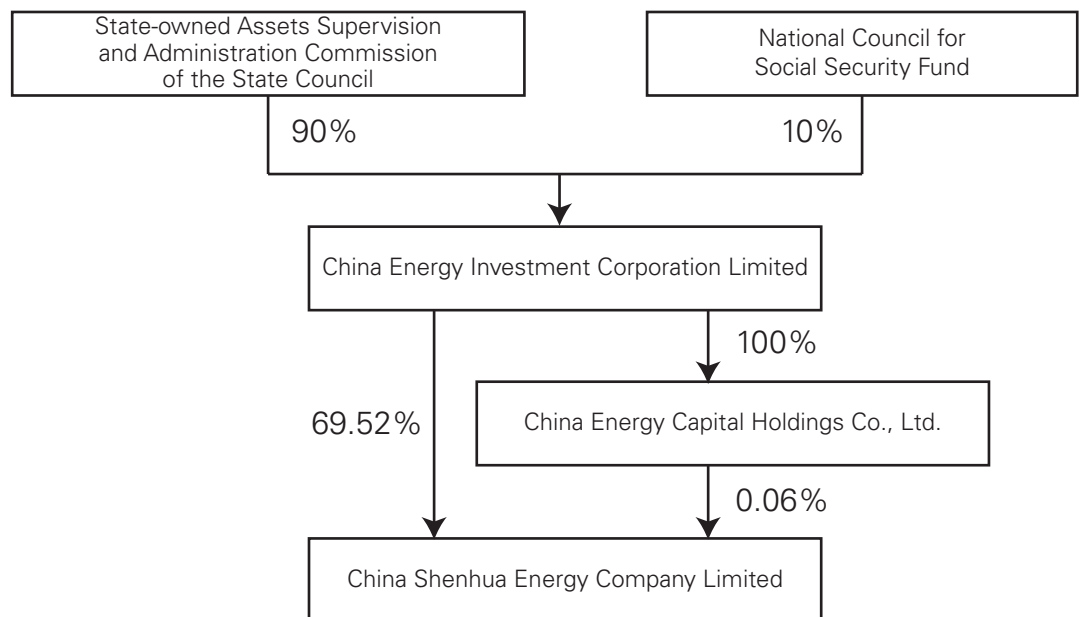 State-owned Assets Supervision
and Administration Commission
of the State Council
National Council for
Social Security Fund
90%
10%
China Energy Investment Corporation Limited
100%
69.52%
China Energy Capital Holdings Co., Ltd.
0.06%
China Shenhua Energy Company Limited